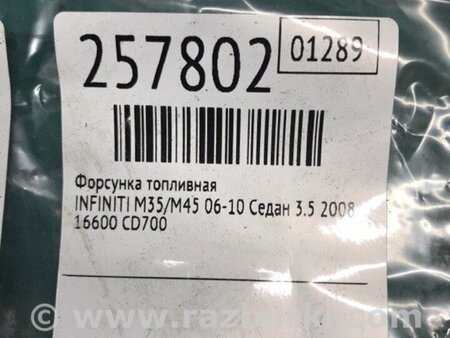 257802
01289
Форсунка топливная
INFINITI M35/M45 06-10 Седан 3.5 2008
16600 CD700